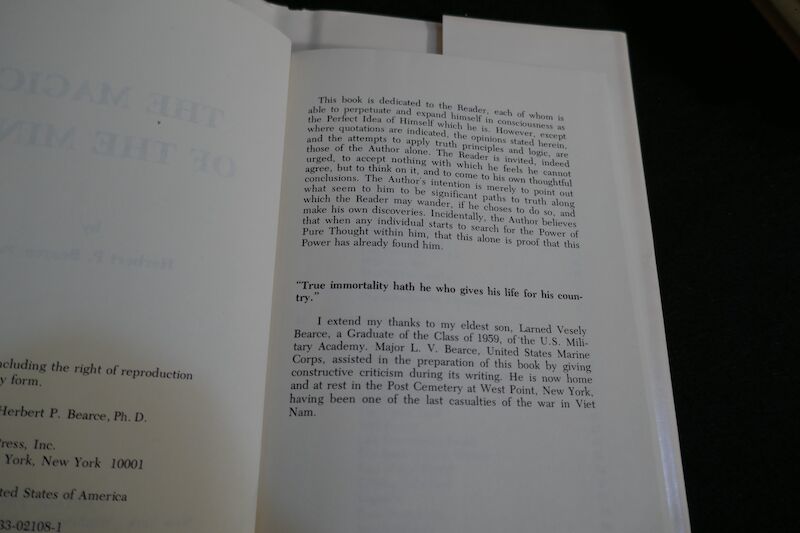 cluding the right of reproduction
y form.
Herbert P. Bearce, Ph. D.
ress, Inc.
York, New York 10001
ted States of America
33-02108-1
This book is dedicated to the Reader, each of whom is
able to perpetuate and expand himself in consciousness as
the Perfect Idea of Himself which he is. However, except
where quotations are indicated, the opinions stated herein,
and the attempts to apply truth principles and logic, are
those of the Author alone. The Reader is invited, indeed
urged, to accept nothing with which he feels he cannot
agree, but to think on it, and to come to his own thoughtful
conclusions. The Author's intention is merely to point out
what seem to him to be significant paths to truth along
which the Reader may wander, if he choses to do so, and
make his own discoveries. Incidentally, the Author believes
that when any individual starts to search for the Power of
Pure Thought within him, that this alone is proof that this
Power has already found him.
"True immortality hath he who gives his life for his coun-
try."
I extend my thanks to my eldest son, Larned Vesely
Bearce, a Graduate of the Class of 1959, of the U.S. Mili-
tary Academy. Major L. V. Bearce, United States Marine
Corps, assisted in the preparation of this book by giving
constructive criticism during its writing. He is now home
and at rest in the Post Cemetery at West Point, New York,
having been one of the last casualties of the war in Viet
Nam.